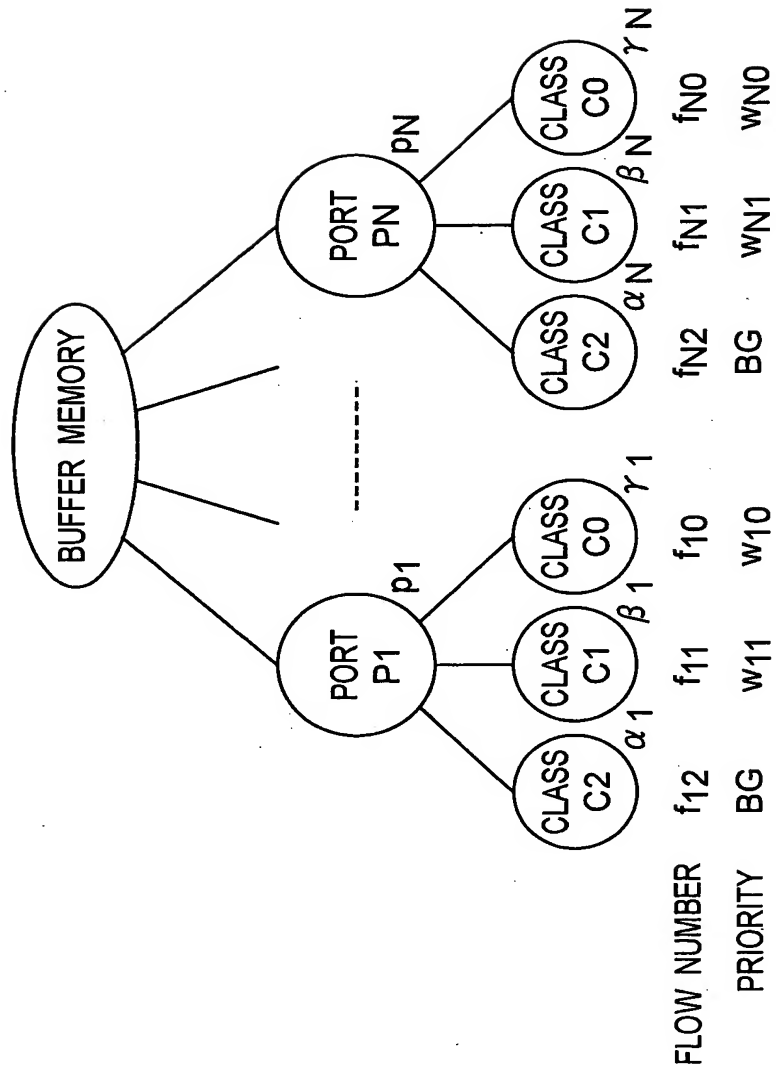 BUFFER MEMORY
PORT P1
p1
PORT PN
pN
CLASS C2
α1
CLASS C1
β1
CLASS C0
γ1
CLASS C2
αN
CLASS C1
βN
CLASS C0
γN
FLOW NUMBER f12 f11 f10 fN2 fN1 fN0
PRIORITY BG w11 w10 BG wN1 wN0